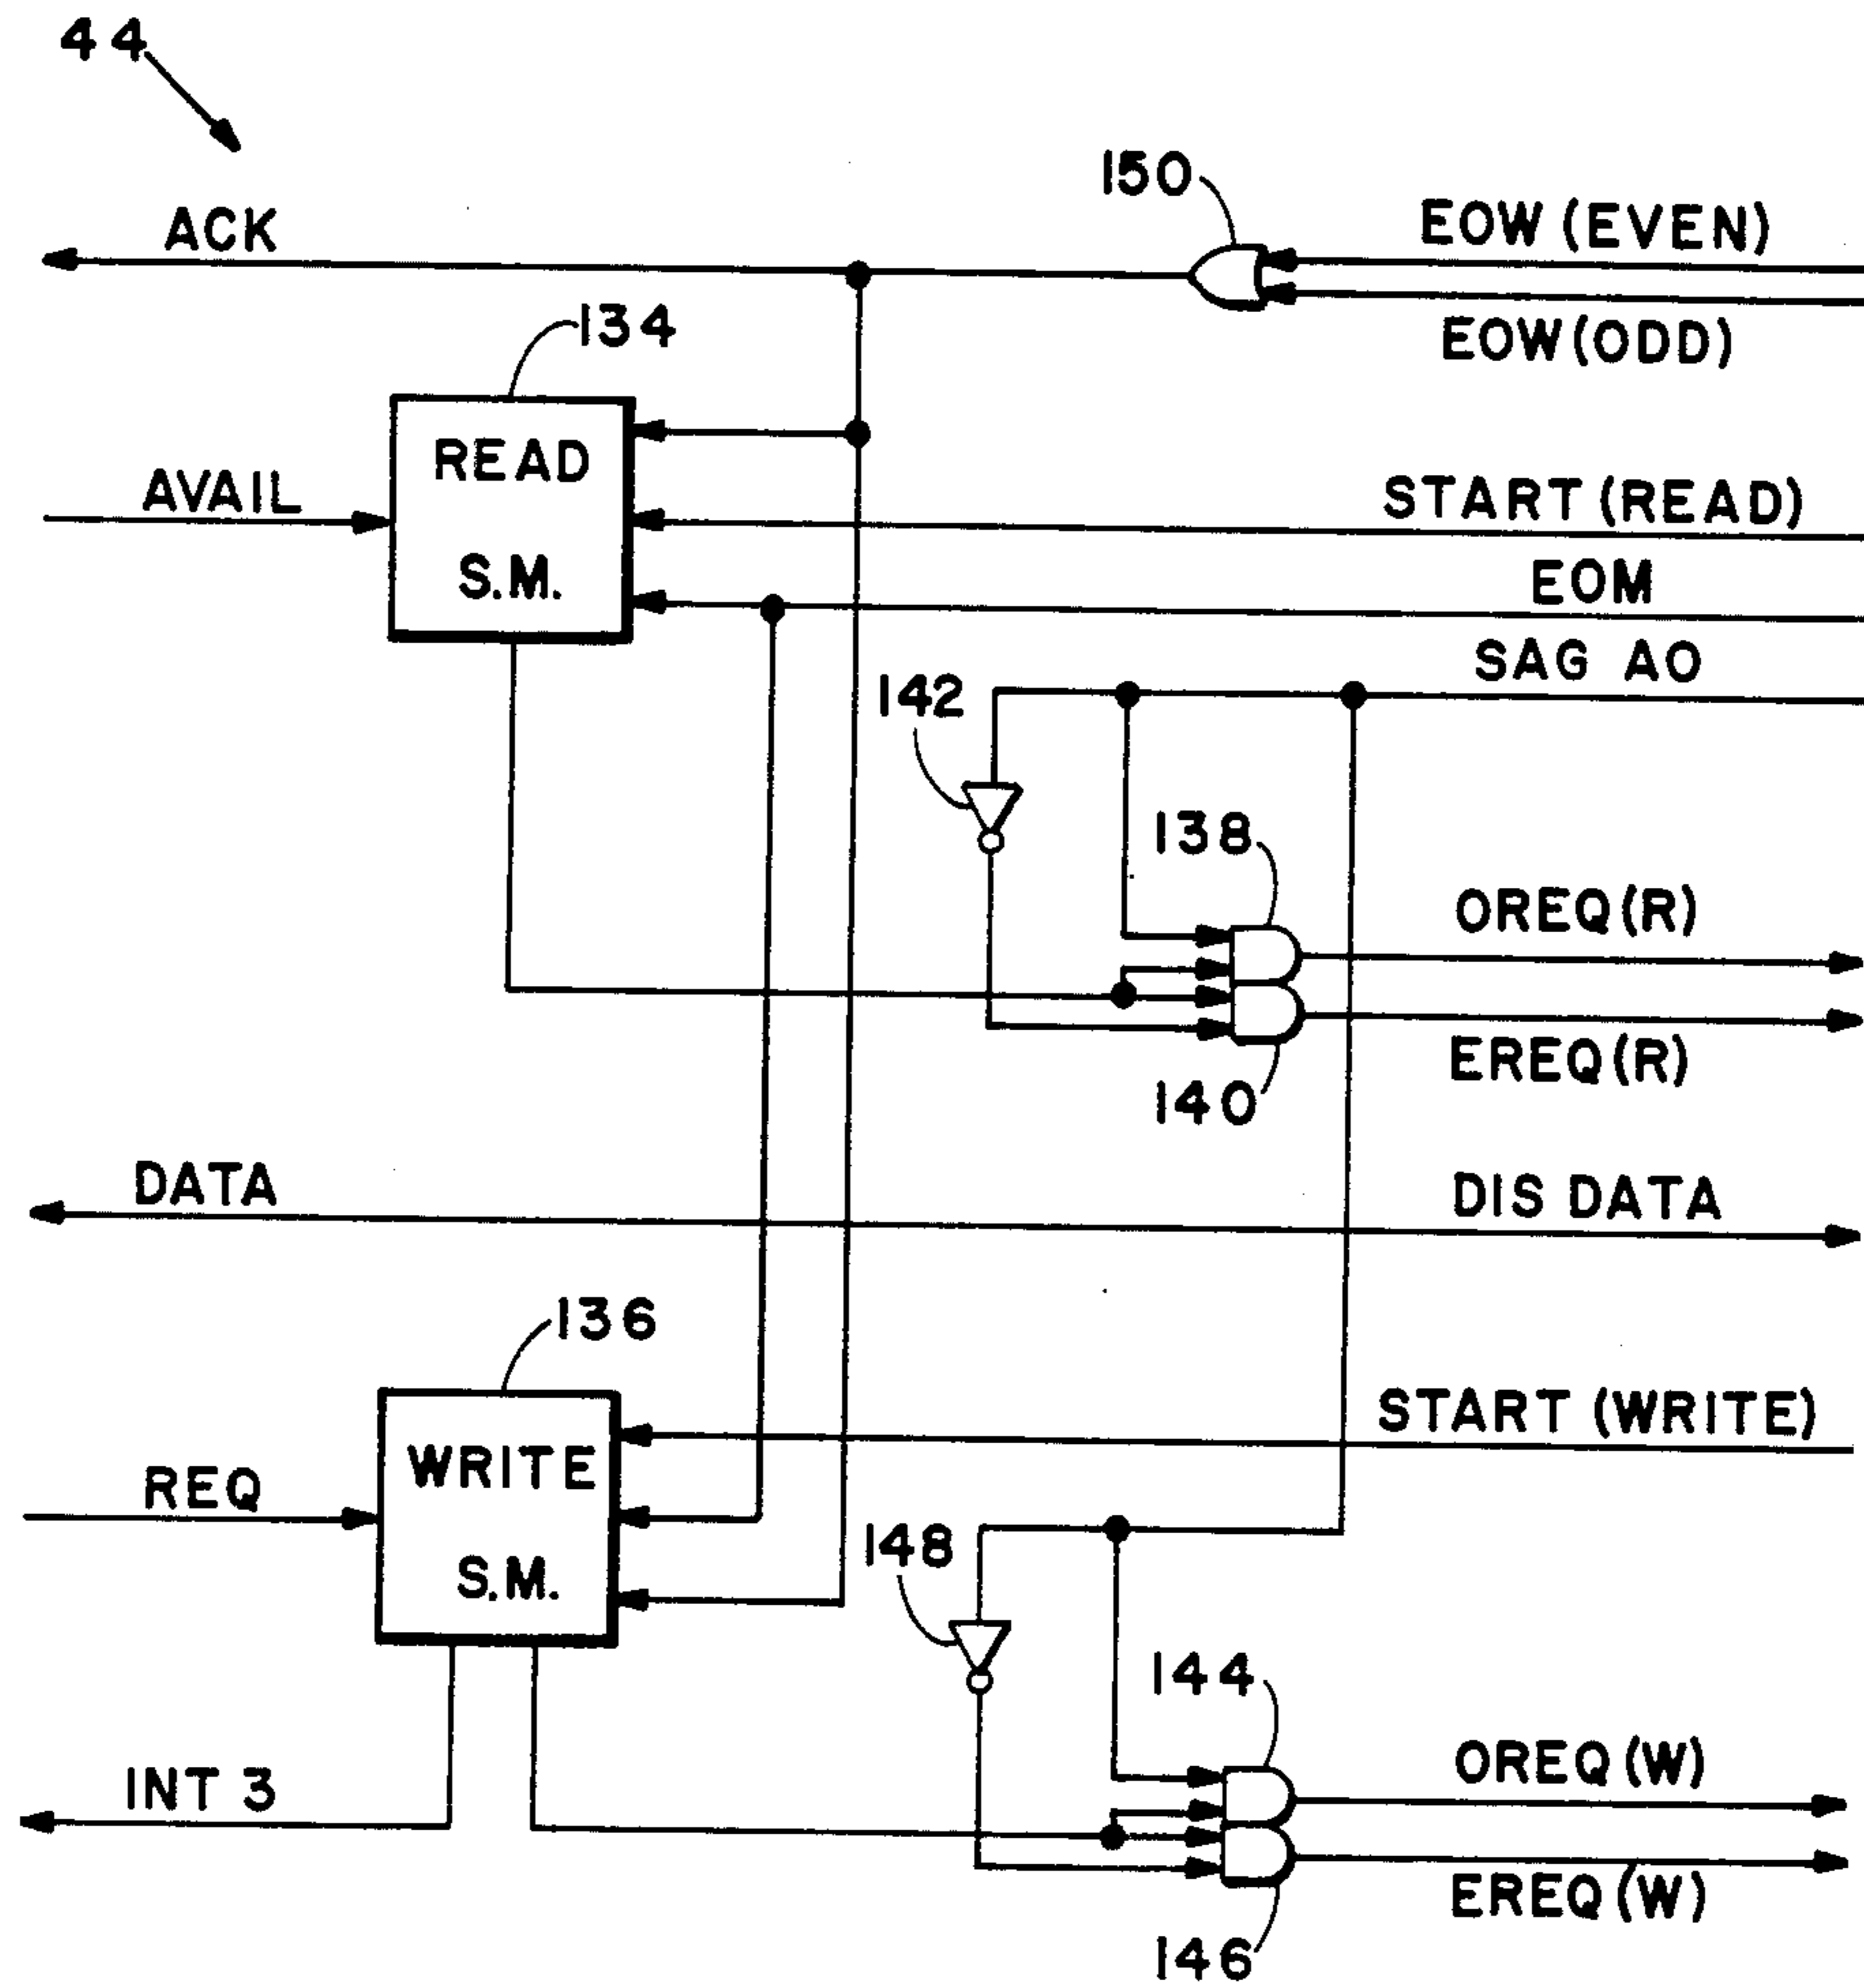 44
150
ACK
EOW (EVEN)
134
EOW(ODD)
READ
S.M.
AVAIL
START (READ)
EOM
SAG AO
142
138
OREQ(R)
EREQ(R)
140
DATA
DIS DATA
136
START (WRITE)
WRITE
S.M.
REQ
148
144
OREQ(W)
INT 3
EREQ(W)
146